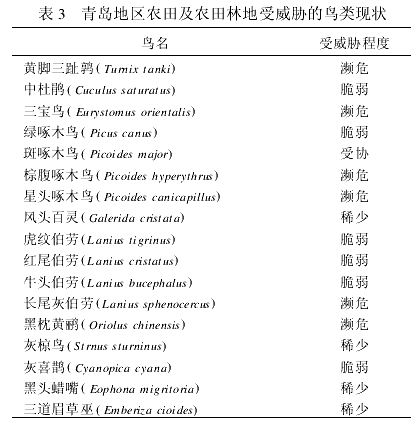 表 3 青岛地区农田及农田林地受威胁的鸟类现状
鸟名 受威胁程度
黄脚三趾鹑(Turnix tanki) 濒危
中杜鹃(Cuculus saturatus) 脆弱
三宝鸟(Eurystomus orientalis) 濒危
绿啄木鸟(Picus canus) 脆弱
斑啄木鸟(Picoides major) 受协
棕腹啄木鸟(Picoides hyperythrus) 濒危
星头啄木鸟(Picoides canicapillus) 濒危
凤头百灵(Galerida cristata) 稀少
虎纹伯劳(Lanius tigrinus) 脆弱
红尾伯劳(Lanius cristatus) 脆弱
牛头伯劳(Lanius bucephalus) 脆弱
长尾灰伯劳(Lanius sphenocercus) 濒危
黑枕黄鹂(Oriolus chinensis) 濒危
灰椋鸟(Strnus sturninus) 稀少
灰喜鹊(Cyanopica cyana) 脆弱
黑头蜡嘴(Eophona migritoria) 稀少
三道眉草巫(Emberiza cioides) 稀少